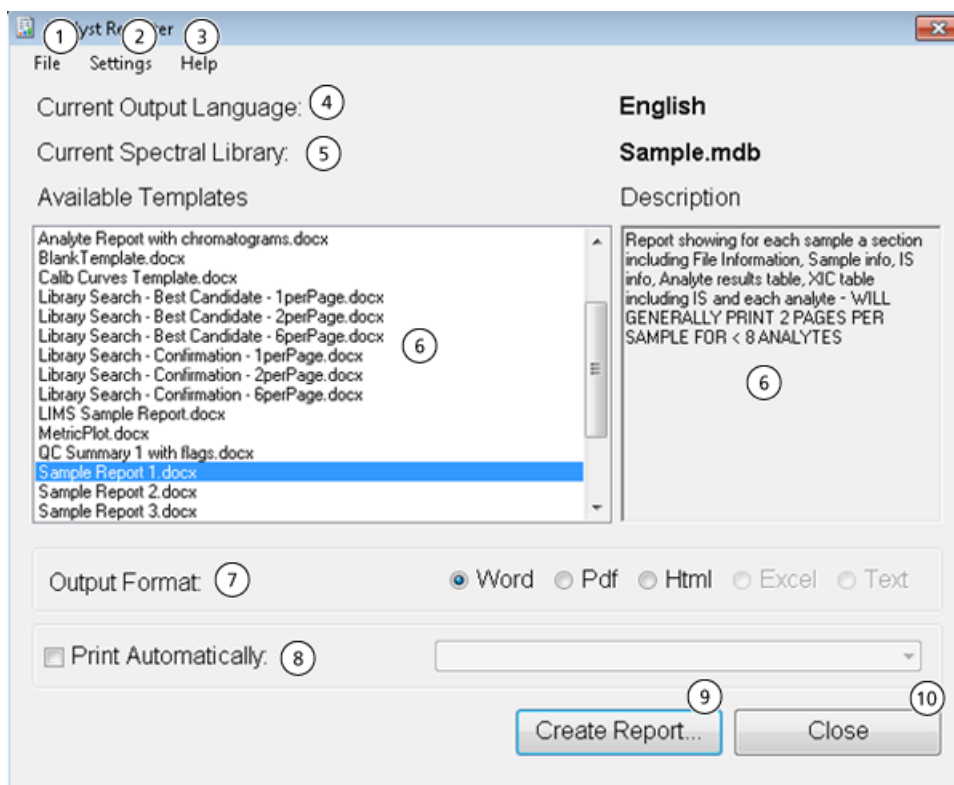 1 2 3
File Settings Help
Current Output Language: 4 English
Current Spectral Library: 5 Sample.mdb
Available Templates Description
Analyte Report with chromatograms.docx
BlankTemplate.docx
Calib Curves Template.docx
Library Search - Best Candidate - 1perPage.docx
Library Search - Best Candidate - 2perPage.docx
Library Search - Best Candidate - 6perPage.docx
Library Search - Confirmation - 1perPage.docx
Library Search - Confirmation - 2perPage.docx
Library Search - Confirmation - 6perPage.docx
LIMS Sample Report.docx
MetricPlot.docx
QC Summary 1 with flags.docx
Sample Report 1.docx
Sample Report 2.docx
Sample Report 3.docx
6
Report showing for each sample a section
including File Information, Sample info, IS
info, Analyte results table, XIC table
including IS and each analyte - WILL
GENERALLY PRINT 2 PAGES PER
SAMPLE FOR < 8 ANALYTES
6
Output Format: 7 Word Pdf Html Excel Text
Print Automatically: 8
9 10
Create Report... Close